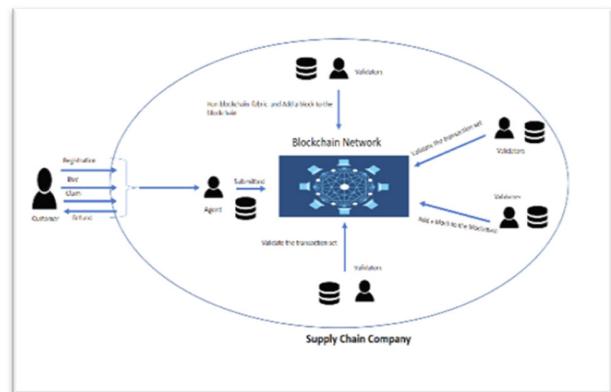 Validators
Run blockchain fabric and Add a block to the
blockchain
Blockchain Network
Validate the transaction set
Validators
Registration
Buy
Claim
Refund
Customer
Agent
Submitted
Validators
Add a block to the blockchain
Validate the transaction set
Validators
Supply Chain Company